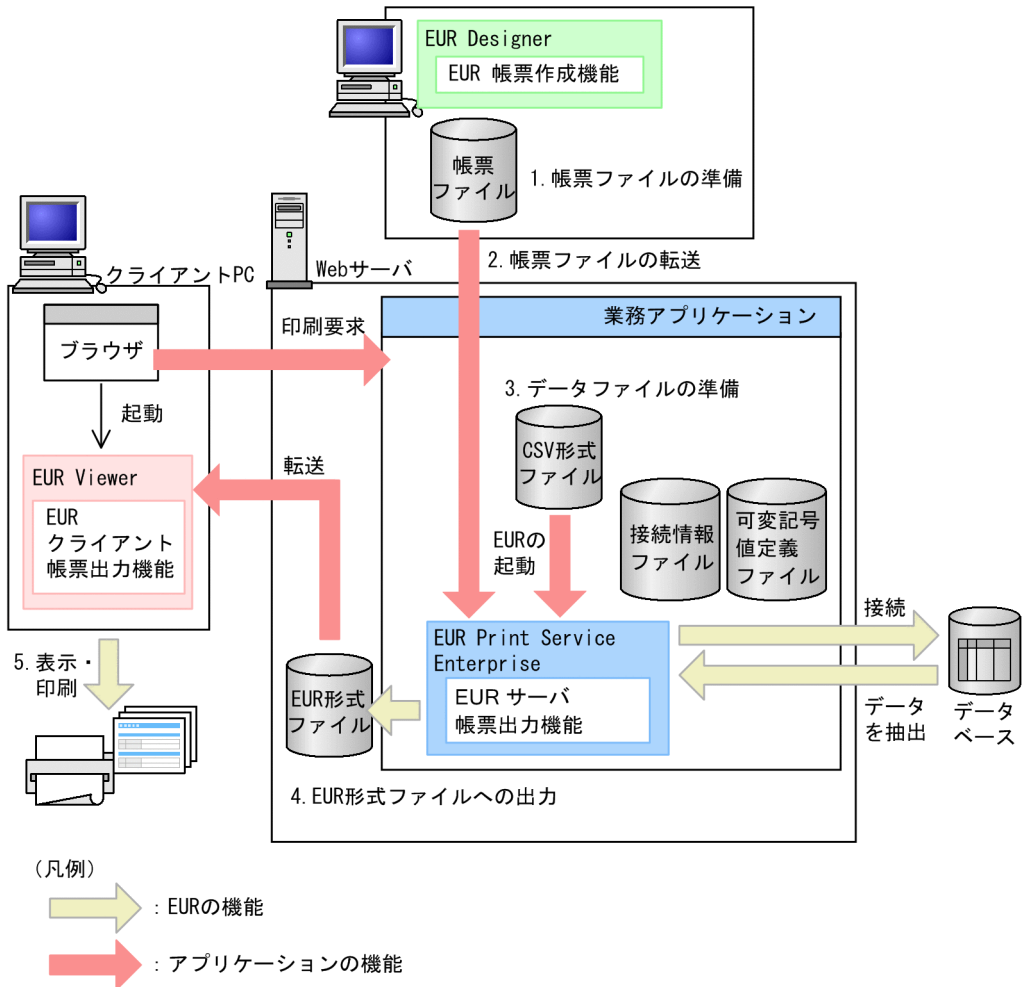 EUR Designer
EUR 帳票作成機能
帳票
ファイル
1.帳票ファイルの準備
2.帳票ファイルの転送
クライアントPC
Webサーバ
ブラウザ
印刷要求
業務アプリケーション
起動
3.データファイルの準備
CSV形式
ファイル
EUR Viewer
EUR
クライアント
帳票出力機能
転送
EURの
起動
接続情報
ファイル
可変記号
値定義
ファイル
接続
EUR Print Service
Enterprise
EUR サーバ
帳票出力機能
データ
を抽出
データ
ベース
EUR形式
ファイル
4.EUR形式ファイルへの出力
5.表示・
印刷
（凡例）
：EURの機能
：アプリケーションの機能